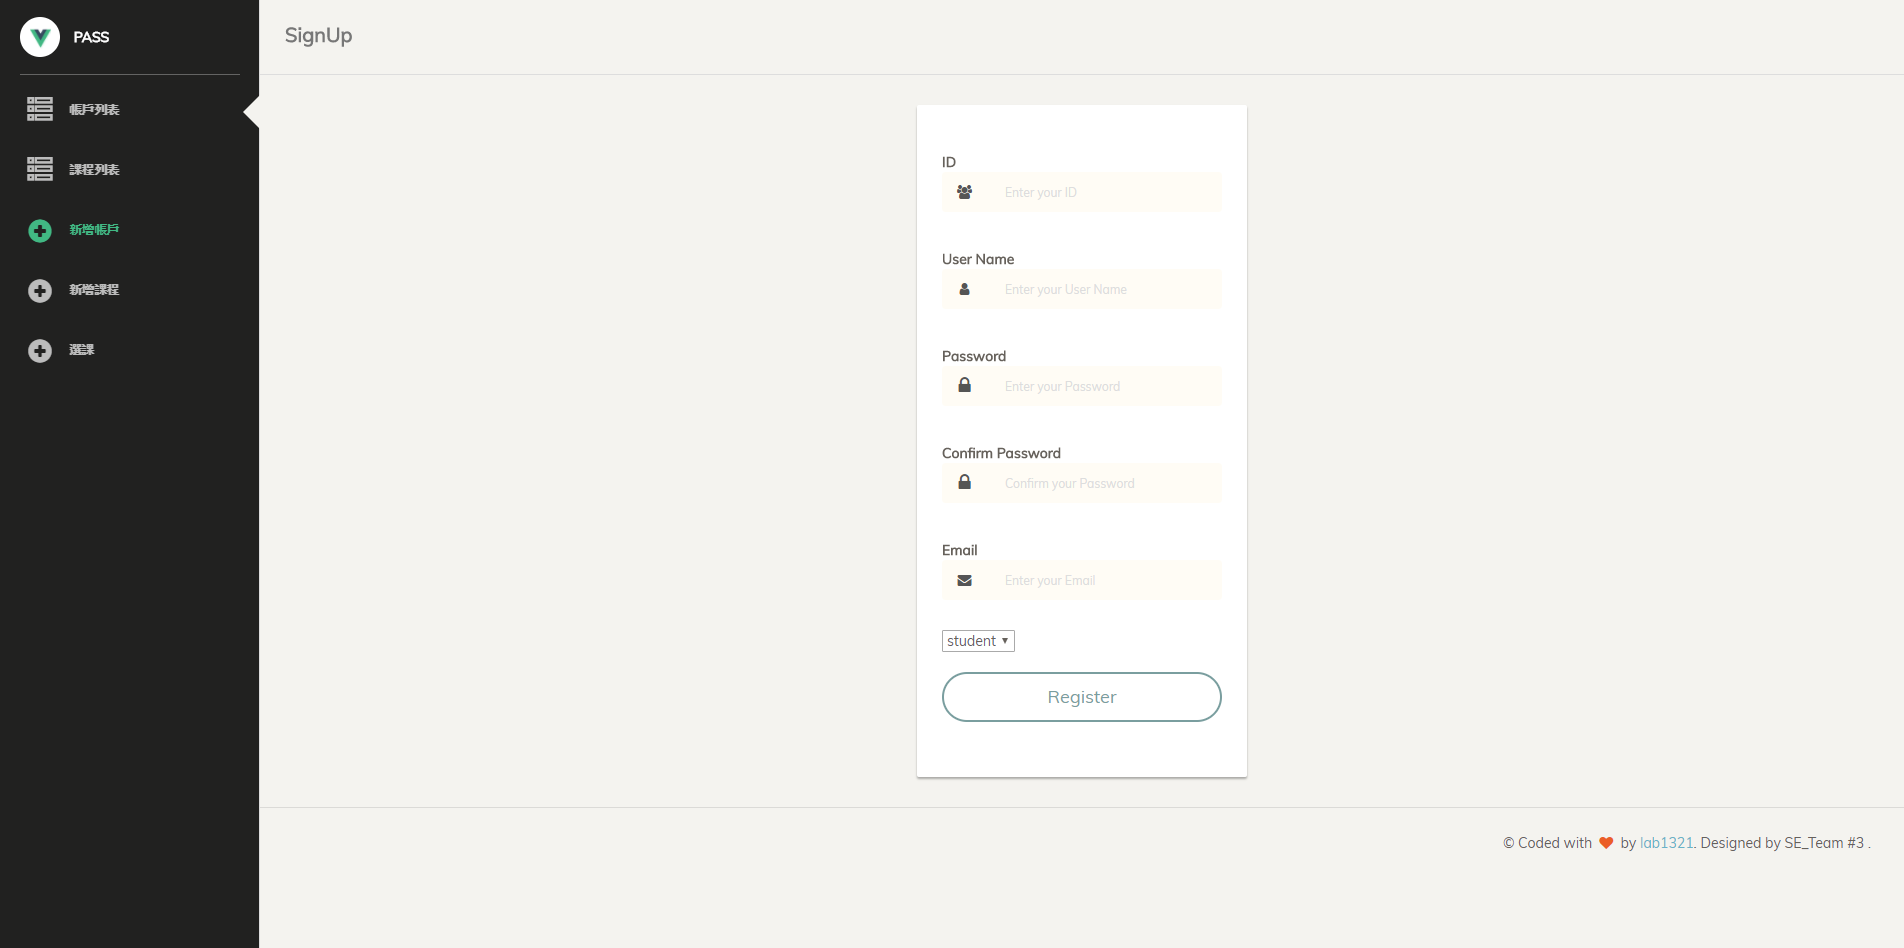 PASS
帳戶列表
課程列表
新增帳戶
新增課程
選課
SignUp
ID
Enter your ID
User Name
Enter your User Name
Password
Enter your Password
Confirm Password
Confirm your Password
Email
Enter your Email
student
Register
© Coded with by lab1321. Designed by SE_Team #3 .